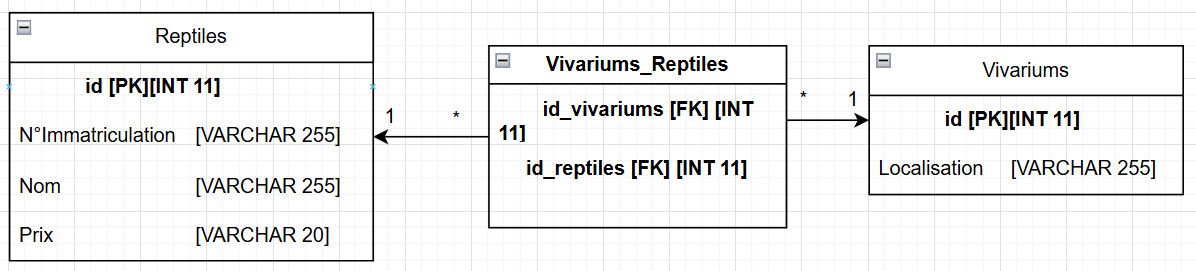 Reptiles
id [PK][INT 11]
N°Immatriculation [VARCHAR 255]
Nom [VARCHAR 255]
Prix [VARCHAR 20]
1
*
Vivariums_Reptiles
id_vivariums [FK] [INT
11]
id_reptiles [FK] [INT 11]
*
1
Vivariums
id [PK][INT 11]
Localisation [VARCHAR 255]